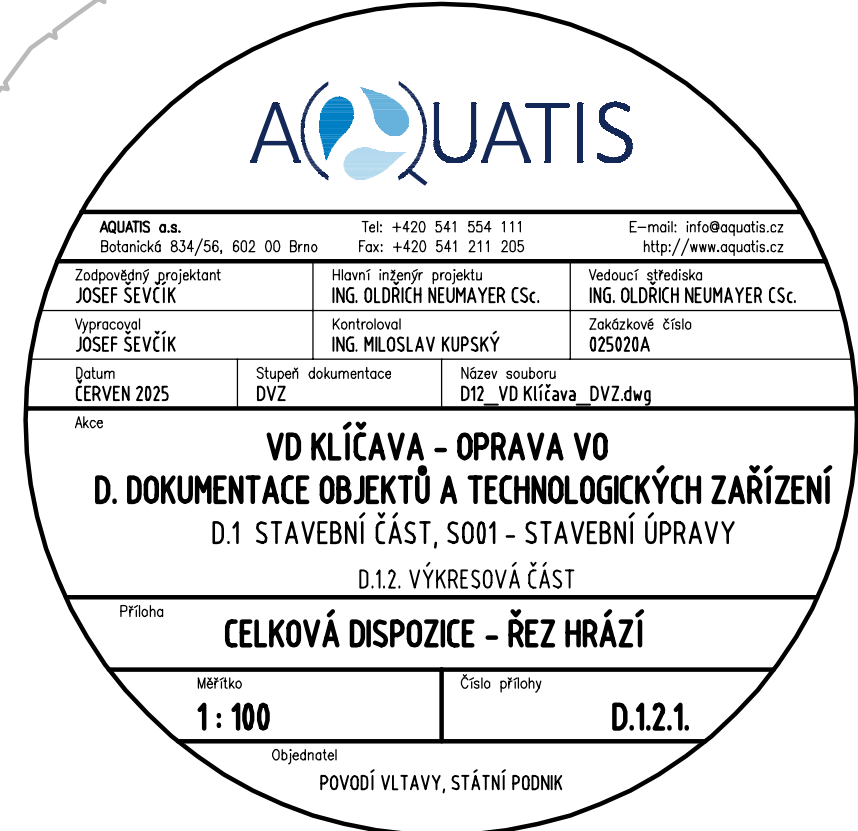 AQUATIS
AQUATIS a.s. Tel: +420 541 554 111 E-mail: info@aquatis.cz
Botanická 834/56, 602 00 Brno Fax: +420 541 211 205 http://www.aquatis.cz
Zodpovědný projektant Hlavní inženýr projektu Vedoucí střediska
JOSEF ŠEVČÍK ING. OLDŘICH NEUMAYER CSc. ING. OLDŘICH NEUMAYER CSc.
Vypracoval Kontroloval Zakázkové číslo
JOSEF ŠEVČÍK ING. MILOSLAV KUPSKÝ 025020A
Datum Stupeň dokumentace Název souboru
ČERVEN 2025 DVZ D12_VD Klíčava_DVZ.dwg
Akce
VD KLÍČAVA - OPRAVA VO
D. DOKUMENTACE OBJEKTŮ A TECHNOLOGICKÝCH ZAŘÍZENÍ
D.1 STAVEBNÍ ČÁST, SO01 - STAVEBNÍ ÚPRAVY
D.1.2. VÝKRESOVÁ ČÁST
Příloha
CELKOVÁ DISPOZICE - ŘEZ HRÁZÍ
Měřítko Číslo přílohy
1 : 100 D.1.2.1.
Objednatel
POVODÍ VLTAVY, STÁTNÍ PODNIK